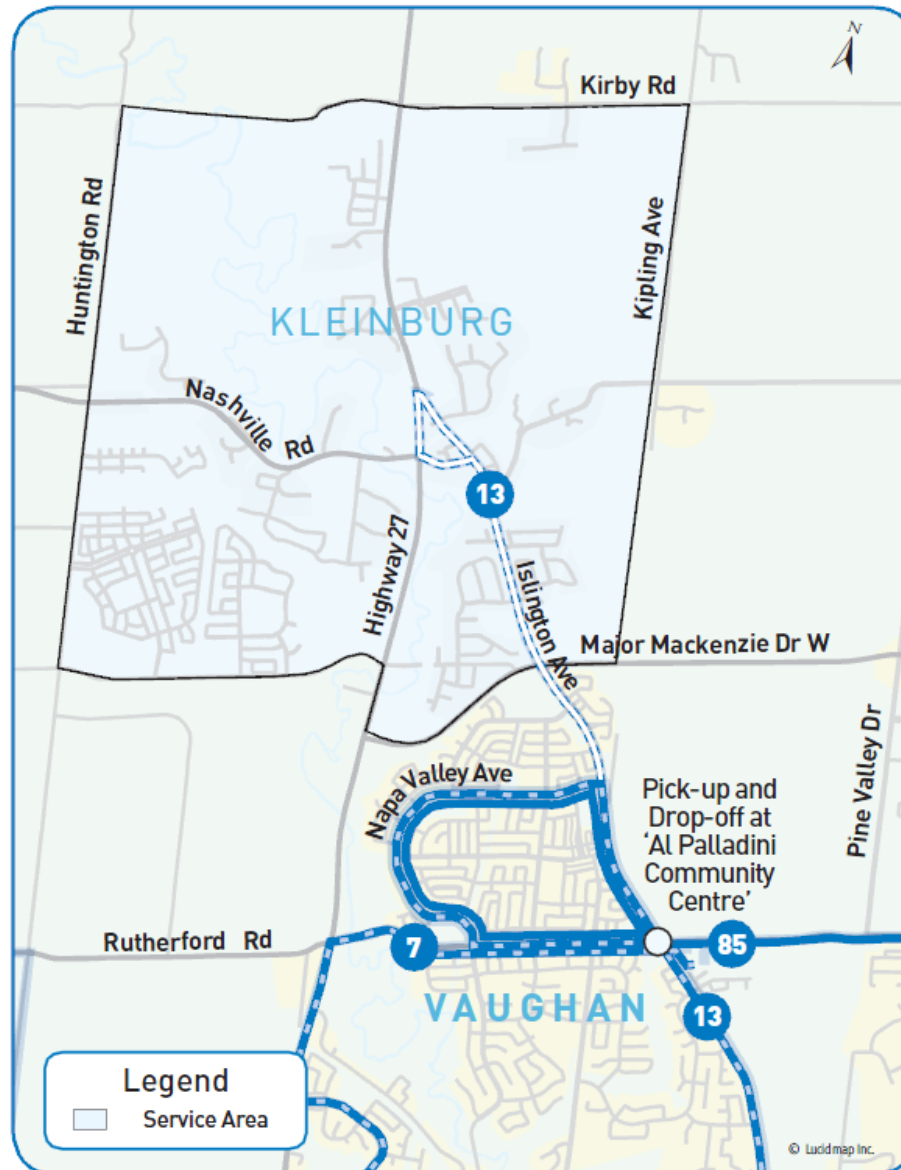 N
Kirby Rd
Huntington Rd
Kipling Ave
KLEINBURG
Nashville Rd
13
Highway 27
Islington Ave
Major Mackenzie Dr W
Napa Valley Ave
Pick-up and
Drop-off at
‘Al Palladini
Community
Centre’
Pine Valley Dr
Rutherford Rd
7
85
VAUGHAN
13
Legend
Service Area
© Lucidmap Inc.